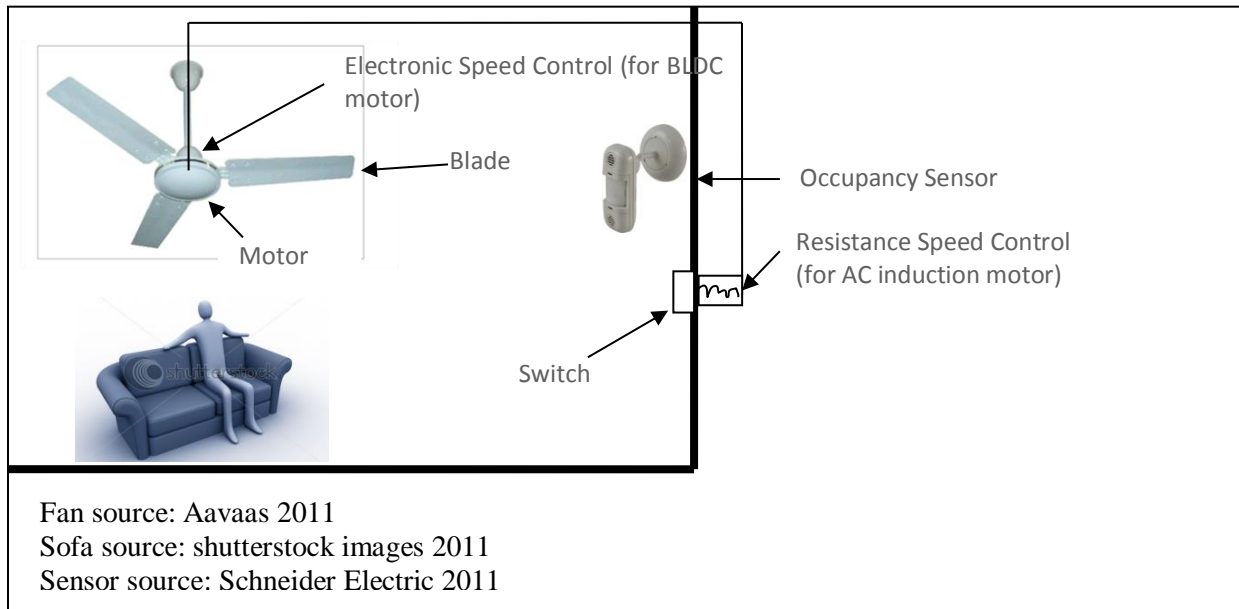 Electronic Speed Control (for BLDC
motor)
Blade
Occupancy Sensor
Motor
Resistance Speed Control
(for AC induction motor)
Switch
shutterstock
Fan source: Aavaas 2011
Sofa source: shutterstock images 2011
Sensor source: Schneider Electric 2011